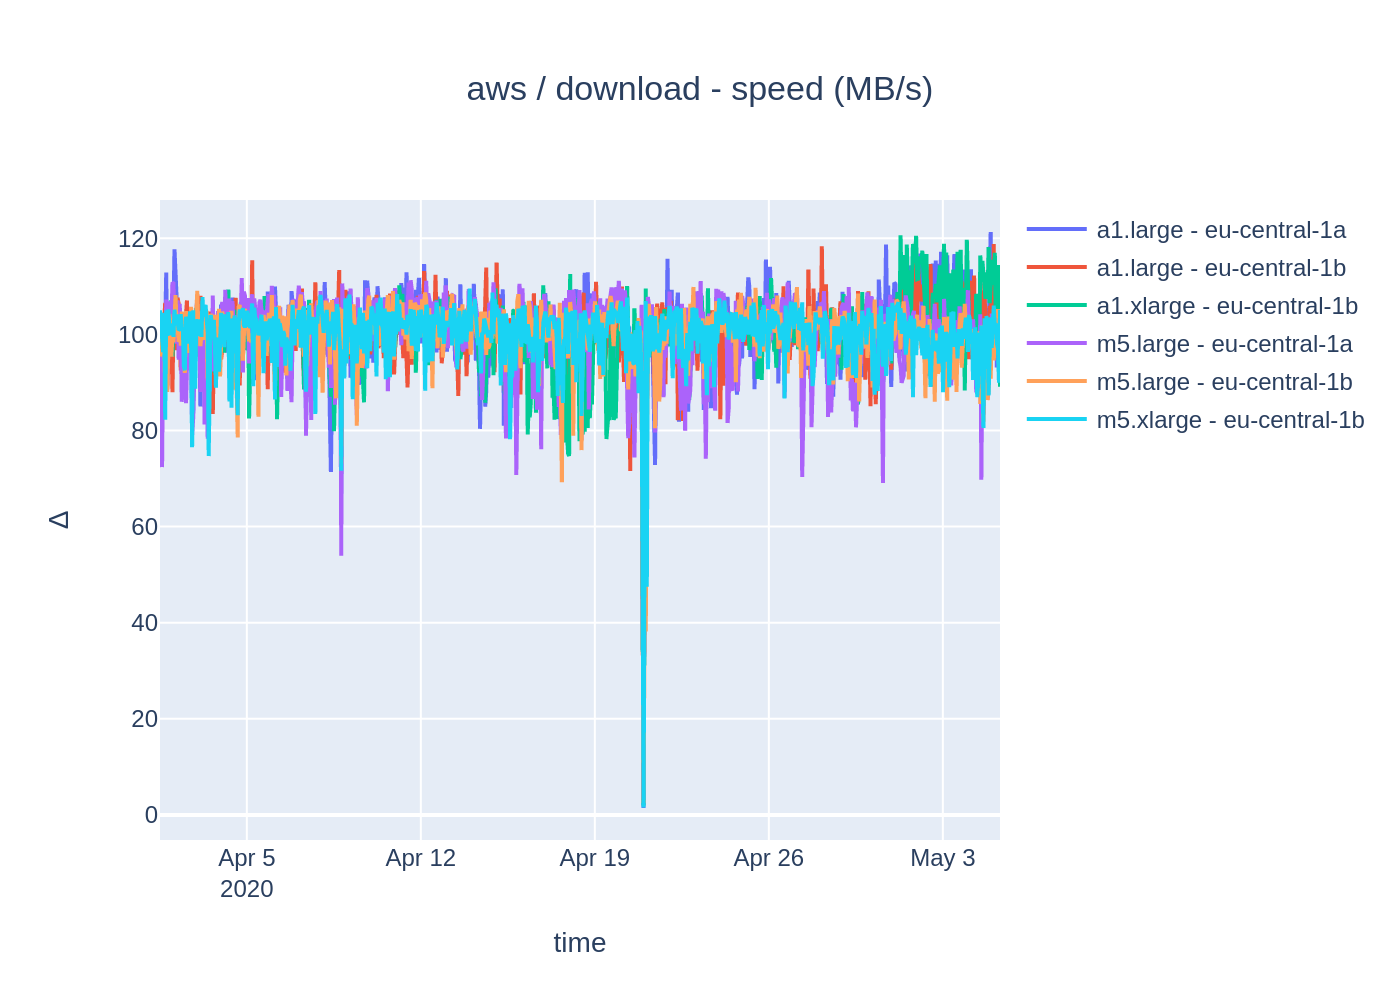 aws / download - speed (MB/s)
120
100
80
60
40
20
0
Δ
Apr 5
2020
Apr 12
Apr 19
Apr 26
May 3
time
a1.large - eu-central-1a
a1.large - eu-central-1b
a1.xlarge - eu-central-1b
m5.large - eu-central-1a
m5.large - eu-central-1b
m5.xlarge - eu-central-1b